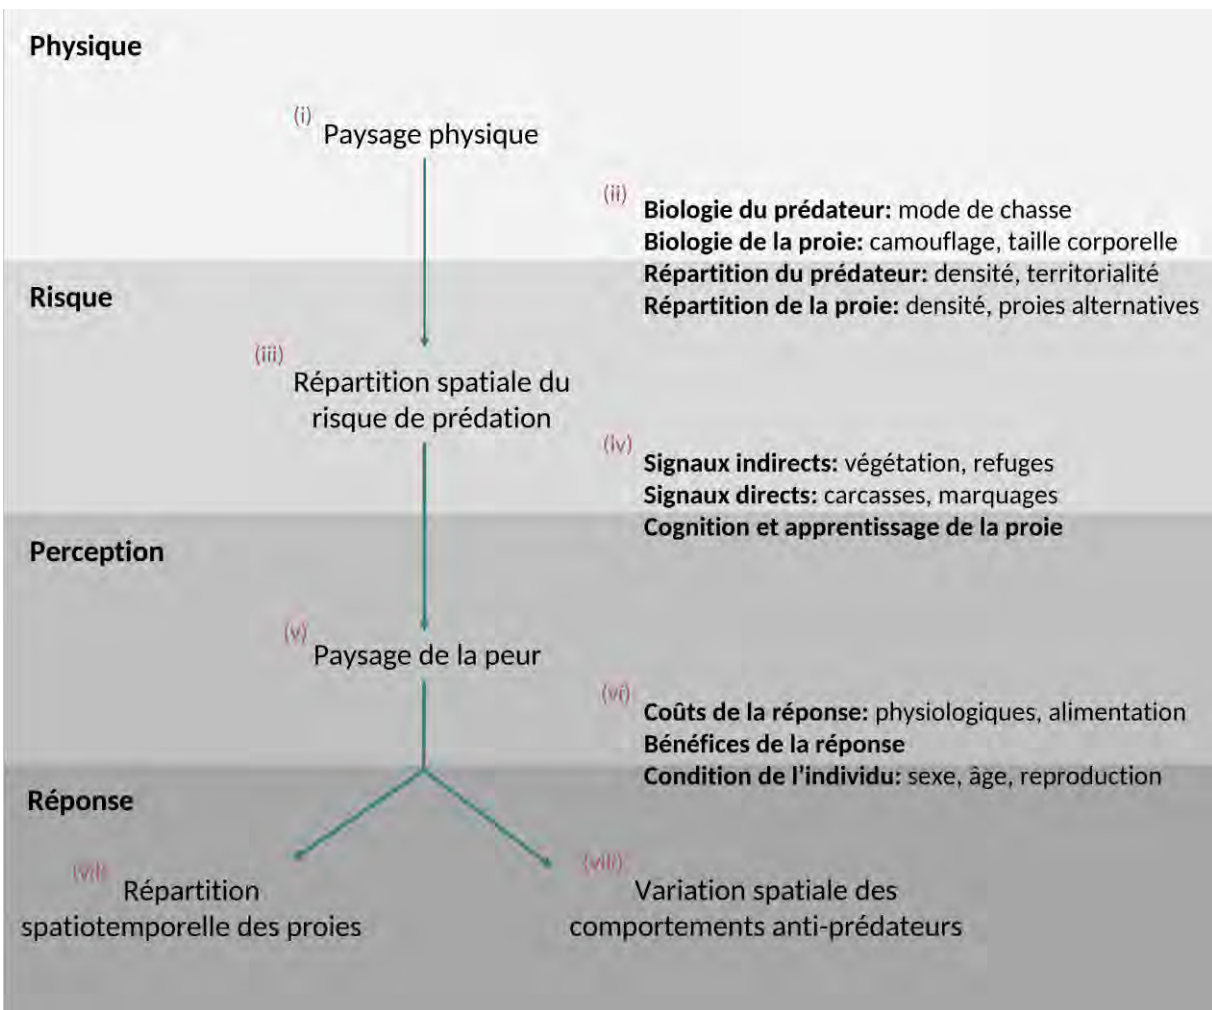 Physique
(i)
Paysage physique
(ii)
Biologie du prédateur: mode de chasse
Biologie de la proie: camouflage, taille corporelle
Répartition du prédateur: densité, territorialité
Répartition de la proie: densité, proies alternatives
Risque
(iii)
Répartition spatiale du
risque de prédation
(iv)
Signaux indirects: végétation, refuges
Signaux directs: carcasses, marquages
Cognition et apprentissage de la proie
Perception
(v)
Paysage de la peur
(vi)
Coûts de la réponse: physiologiques, alimentation
Bénéfices de la réponse
Condition de l'individu: sexe, âge, reproduction
Réponse
(vii)
Répartition
spatiotemporelle des proies
(viii)
Variation spatiale des
comportements anti-prédateurs